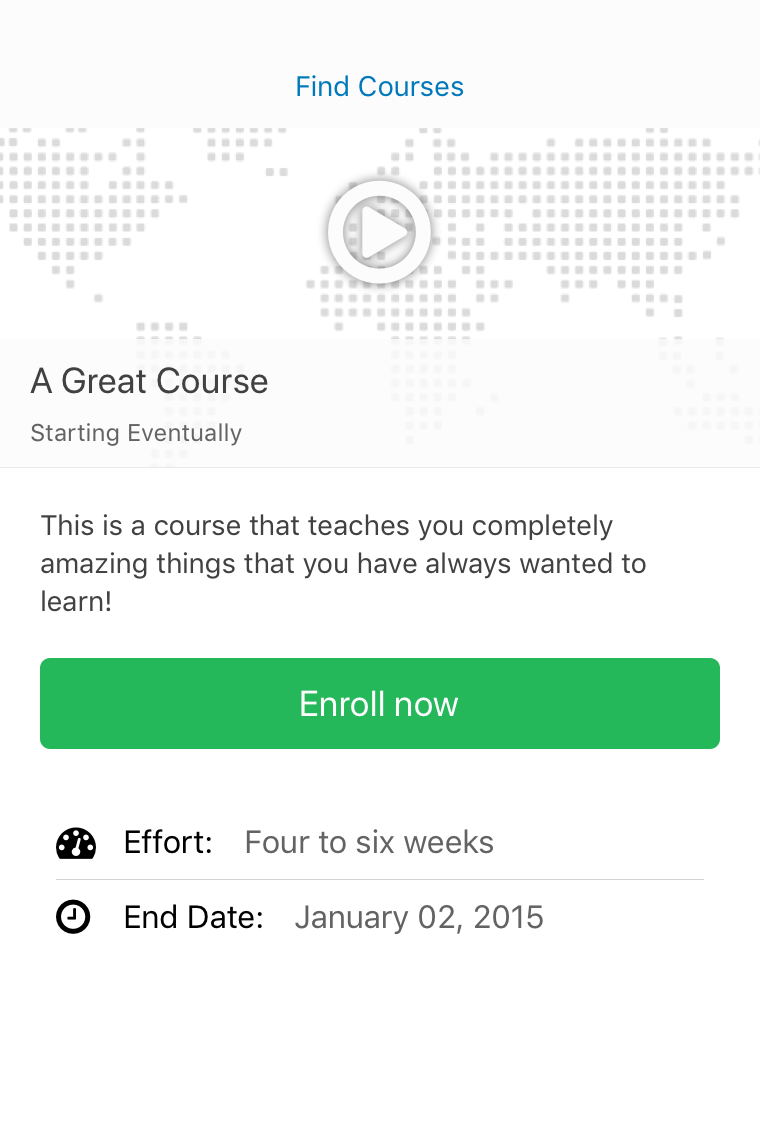 Find Courses
A Great Course
Starting Eventually
This is a course that teaches you completely
amazing things that you have always wanted to
learn!
Enroll now
Effort: Four to six weeks
End Date: January 02, 2015